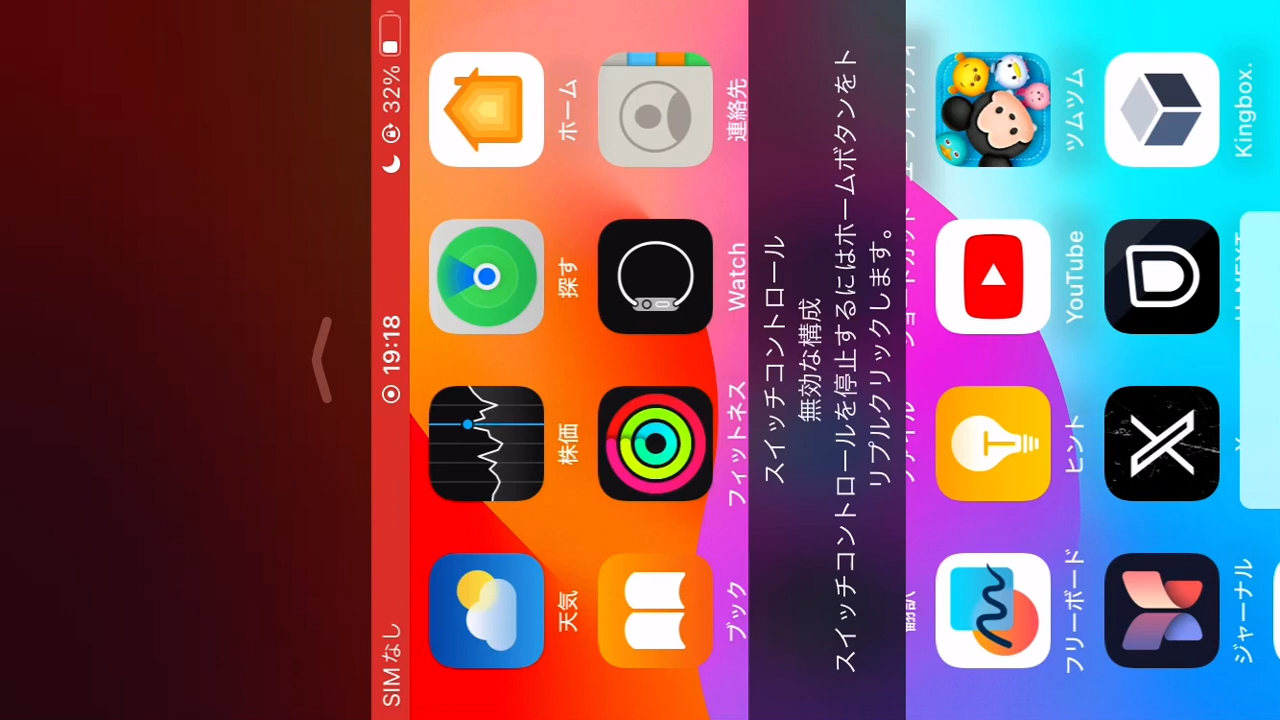 SIMなし 19:18 32%
天気 株価 探す ホーム
ブック フィットネス Watch 連絡先
スイッチコントロール
無効な構成
スイッチコントロールを停止するにはホームボタンをト
リプルクリックします。
フリーボード ヒント YouTube ツムツム
ジャーナル Kingbox.